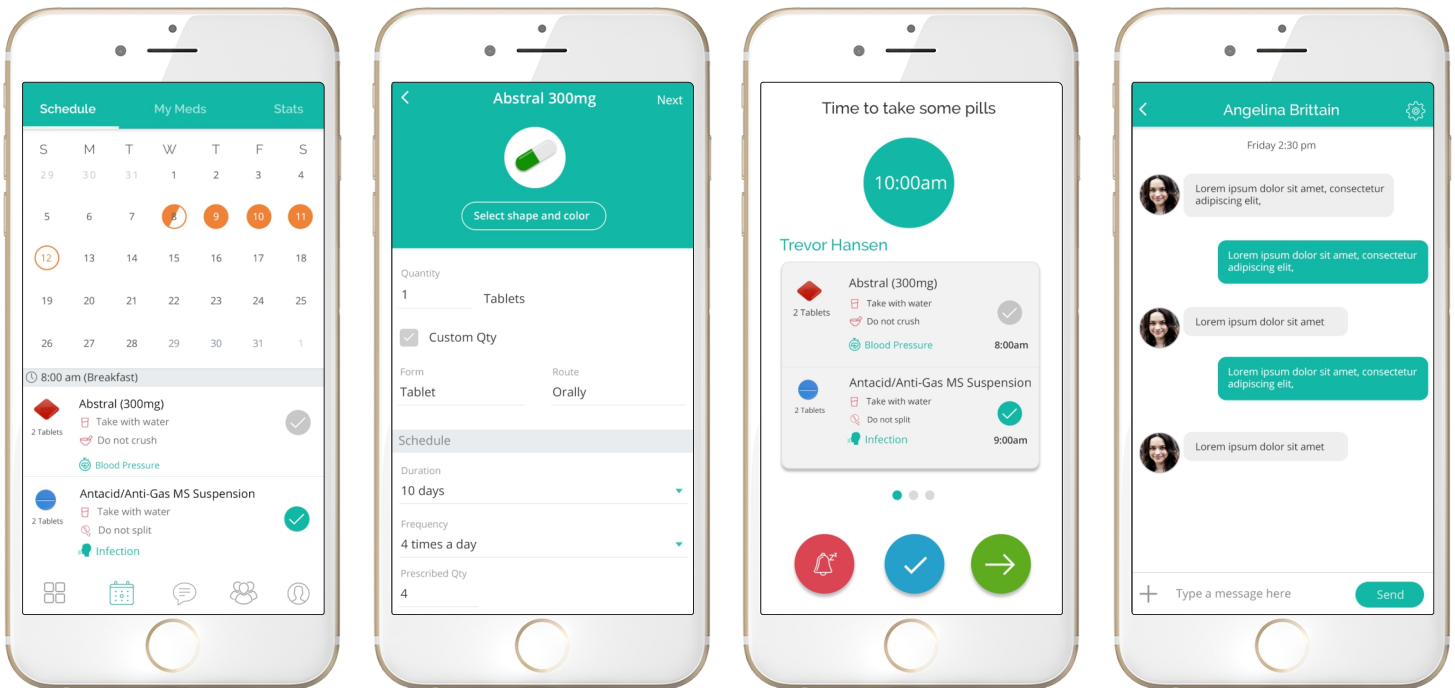 Schedule My Meds Stats
S M T W T F S
29 30 31 1 2 3 4
5 6 7 8 9 10 11
12 13 14 15 16 17 18
19 20 21 22 23 24 25
26 27 28 29 30 31 1
8:00 am (Breakfast)
Abstral (300mg)
Take with water
2 Tablets
Do not crush
Blood Pressure
Antacid/Anti-Gas MS Suspension
Take with water
2 Tablets
Do not split
Infection
Abstral 300mg Next
Select shape and color
Quantity
1 Tablets
Custom Qty
Form Route
Tablet Orally
Schedule
Duration
10 days
Frequency
4 times a day
Prescribed Qty
4
Time to take some pills
10:00am
Trevor Hansen
Abstral (300mg)
Take with water
2 Tablets
Do not crush
Blood Pressure 8:00am
Antacid/Anti-Gas MS Suspension
Take with water
2 Tablets
Do not split
Infection 9:00am
zz
Angelina Brittain
Friday 2:30 pm
Lorem ipsum dolor sit amet, consectetur
adipiscing elit,
Lorem ipsum dolor sit amet, consectetur
adipiscing elit,
Lorem ipsum dolor sit amet
Lorem ipsum dolor sit amet, consectetur
adipiscing elit,
Lorem ipsum dolor sit amet
Type a message here Send